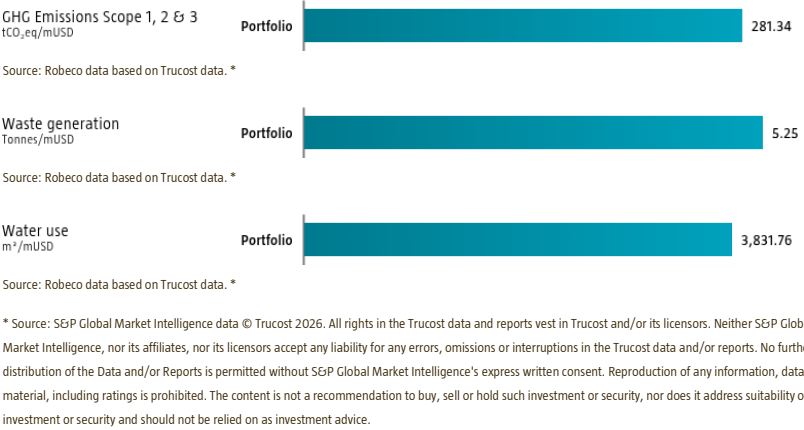 GHG Emissions Scope 1, 2 & 3
tCO₂eq/mUSD
Portfolio
281.34
Source: Robeco data based on Trucost data. *
Waste generation
Tonnes/mUSD
Portfolio
5.25
Source: Robeco data based on Trucost data. *
Water use
m³/mUSD
Portfolio
3,831.76
Source: Robeco data based on Trucost data. *
* Source: S&P Global Market Intelligence data © Trucost 2026. All rights in the Trucost data and reports vest in Trucost and/or its licensors. Neither S&P Glob
Market Intelligence, nor its affiliates, nor its licensors accept any liability for any errors, omissions or interruptions in the Trucost data and/or reports. No furthe
distribution of the Data and/or Reports is permitted without S&P Global Market Intelligence's express written consent. Reproduction of any information, data
material, including ratings is prohibited. The content is not a recommendation to buy, sell or hold such investment or security, nor does it address suitability o
investment or security and should not be relied on as investment advice.